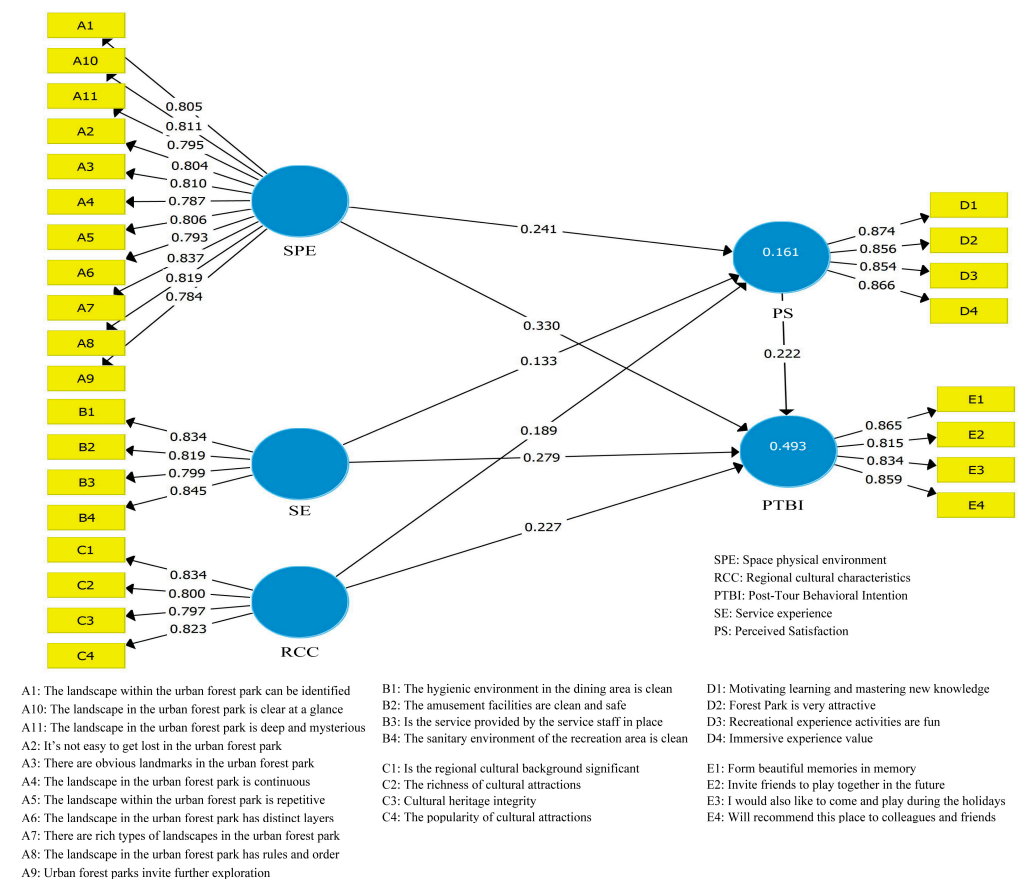 A1
A10
A11
A2
A3
A4
A5
A6
A7
A8
A9
0.805
0.811
0.795
0.804
0.810
0.787
0.806
0.793
0.837
0.819
0.784
SPE
B1
B2
B3
B4
0.834
0.819
0.799
0.845
SE
C1
C2
C3
C4
0.834
0.800
0.797
0.823
RCC
0.241
0.330
0.133
0.189
0.279
0.227
0.161
PS
0.222
0.493
PTBI
0.874
0.856
0.854
0.866
D1
D2
D3
D4
0.865
0.815
0.834
0.859
E1
E2
E3
E4
SPE: Space physical environment
RCC: Regional cultural characteristics
PTBI: Post-Tour Behavioral Intention
SE: Service experience
PS: Perceived Satisfaction
A1: The landscape within the urban forest park can be identified
A10: The landscape in the urban forest park is clear at a glance
A11: The landscape in the urban forest park is deep and mysterious
A2: It's not easy to get lost in the urban forest park
A3: There are obvious landmarks in the urban forest park
A4: The landscape in the urban forest park is continuous
A5: The landscape within the urban forest park is repetitive
A6: The landscape in the urban forest park has distinct layers
A7: There are rich types of landscapes in the urban forest park
A8: The landscape in the urban forest park has rules and order
A9: Urban forest parks invite further exploration
B1: The hygienic environment in the dining area is clean
B2: The amusement facilities are clean and safe
B3: Is the service provided by the service staff in place
B4: The sanitary environment of the recreation area is clean
C1: Is the regional cultural background significant
C2: The richness of cultural attractions
C3: Cultural heritage integrity
C4: The popularity of cultural attractions
D1: Motivating learning and mastering new knowledge
D2: Forest Park is very attractive
D3: Recreational experience activities are fun
D4: Immersive experience value
E1: Form beautiful memories in memory
E2: Invite friends to play together in the future
E3: I would also like to come and play during the holidays
E4: Will recommend this place to colleagues and friends